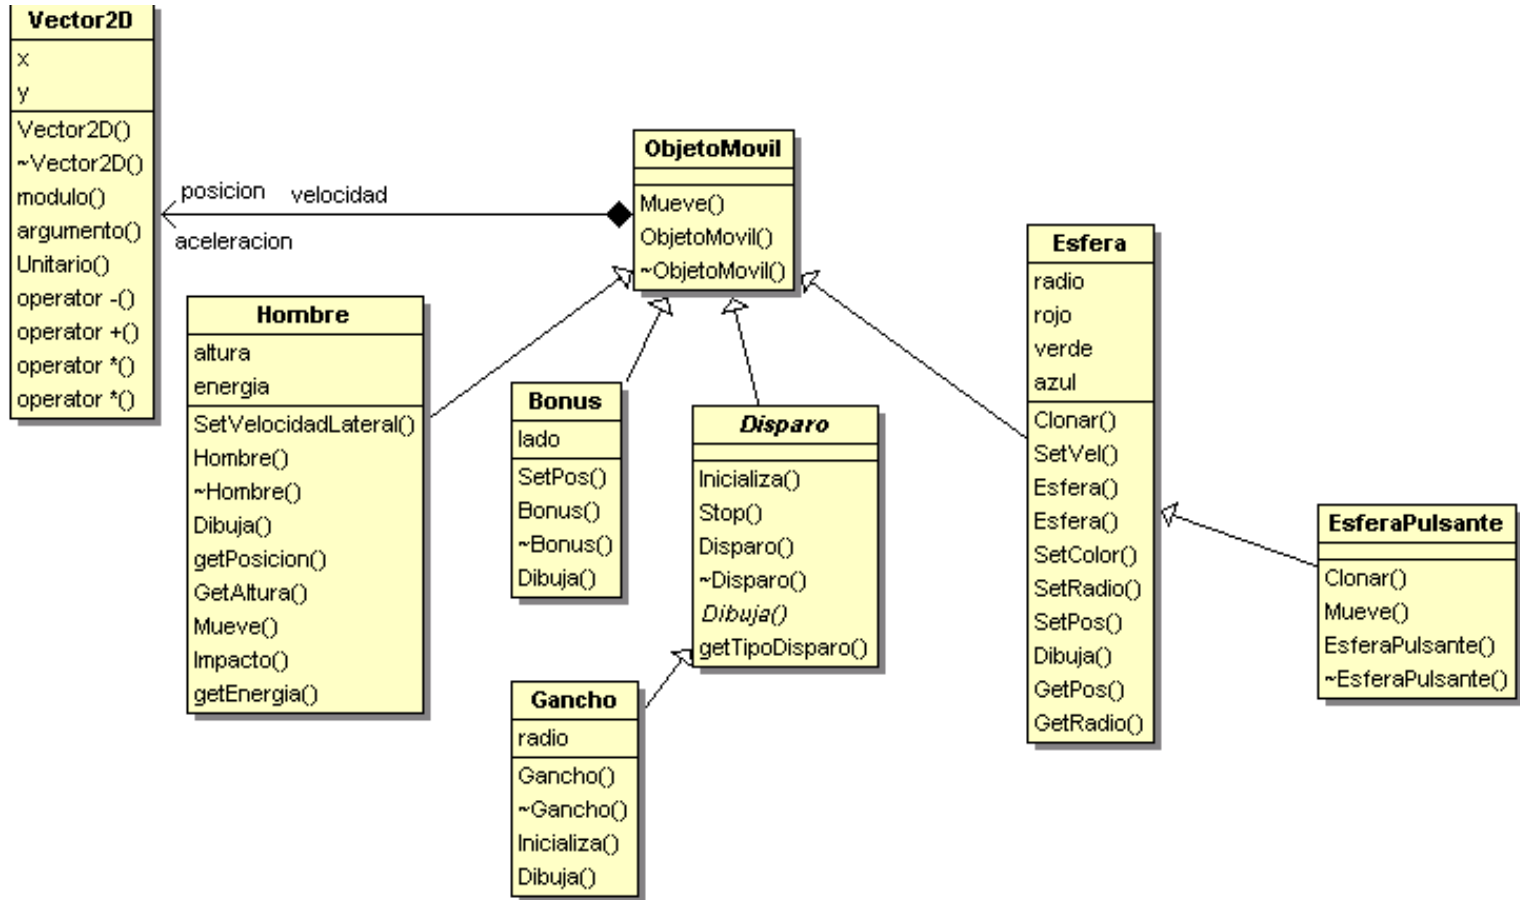 Vector2D
x
y
Vector2D()
~Vector2D()
modulo()
argumento()
Unitario()
operator -()
operator +()
operator *()
operator *()
posicion
velocidad
aceleracion
ObjetoMovil
Mueve()
ObjetoMovil()
~ObjetoMovil()
Hombre
altura
energia
SetVelocidadLateral()
Hombre()
~Hombre()
Dibuja()
getPosicion()
GetAltura()
Mueve()
Impacto()
getEnergia()
Bonus
lado
SetPos()
Bonus()
~Bonus()
Dibuja()
Disparo
Inicializa()
Stop()
Disparo()
~Disparo()
Dibuja()
getTipoDisparo()
Gancho
radio
Gancho()
~Gancho()
Inicializa()
Dibuja()
Esfera
radio
rojo
verde
azul
Clonar()
SetVel()
Esfera()
Esfera()
SetColor()
SetRadio()
SetPos()
Dibuja()
GetPos()
GetRadio()
EsferaPulsante
Clonar()
Mueve()
EsferaPulsante()
~EsferaPulsante()